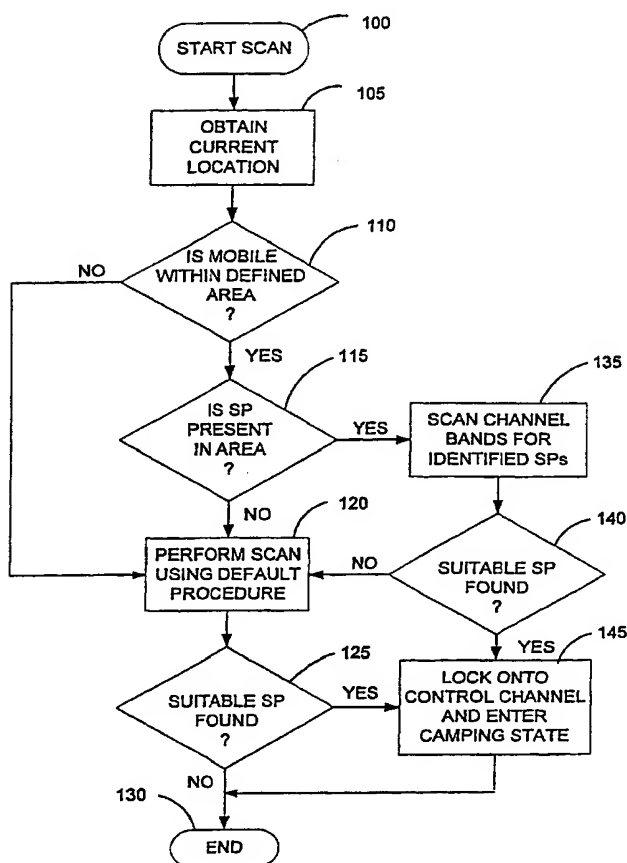 100
START SCAN
105
OBTAIN
CURRENT
LOCATION
110
IS MOBILE
WITHIN DEFINED
AREA
?
NO
YES
115
IS SP
PRESENT
IN AREA
?
YES
135
SCAN CHANNEL
BANDS FOR
IDENTIFIED SPs
NO
120
PERFORM SCAN
USING DEFAULT
PROCEDURE
140
SUITABLE SP
FOUND
?
NO
YES
125
SUITABLE SP
FOUND
?
YES
145
LOCK ONTO
CONTROL CHANNEL
AND ENTER
CAMPING STATE
NO
130
END